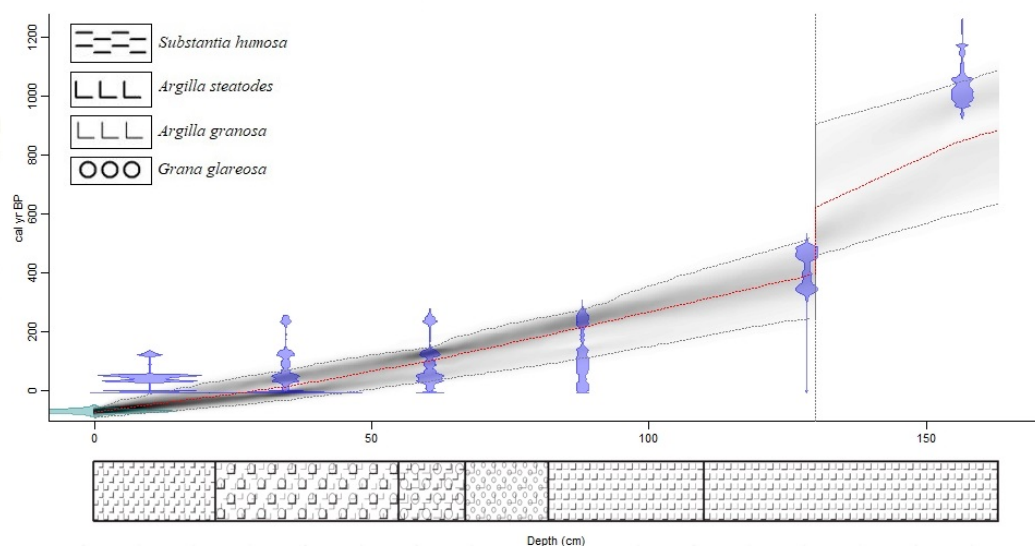 1200
1000
800
600
400
200
0
cal yr BP
Substantia humosa
Argilla steatodes
Argilla granosa
Grana glareosa
0 50 100 150
Depth (cm)